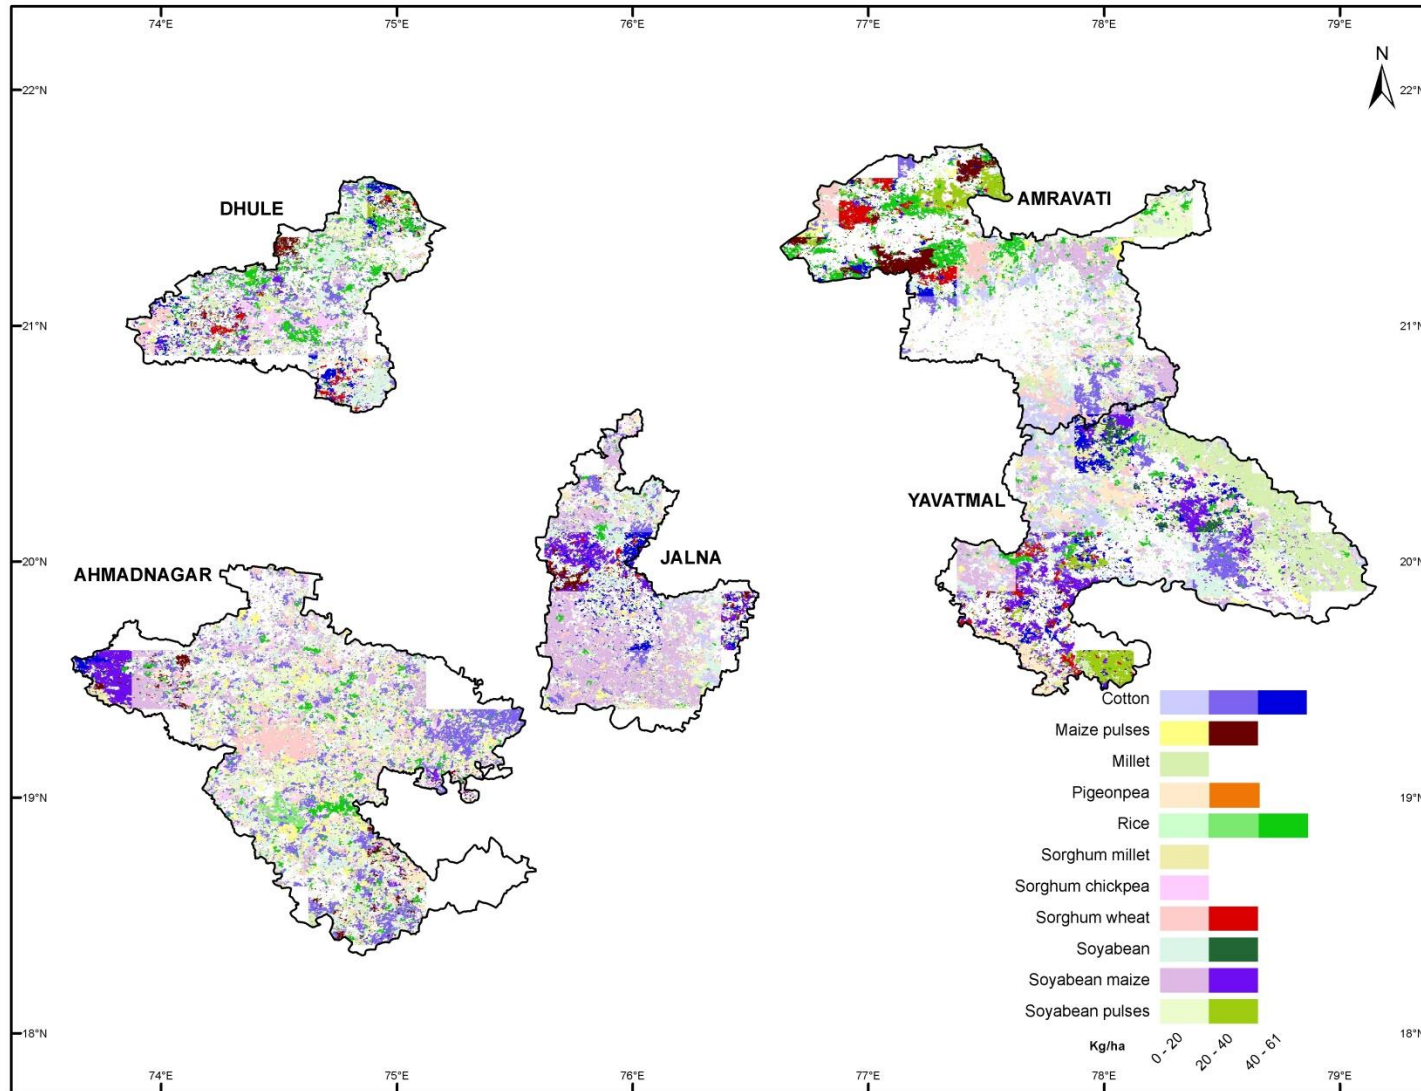 74°E 75°E 76°E 77°E 78°E 79°E
N
22°N 22°N
DHULE AMRAVATI
21°N 21°N
YAVATMAL
20°N 20°N
JALNA
AHMADNAGAR
Cotton
Maize pulses
Millet
Pigeonpea
19°N 19°N
Rice
Sorghum millet
Sorghum chickpea
Sorghum wheat
Soyabean
Soyabean maize
Soyabean pulses
18°N 18°N
Kg/ha 0 - 20 20 - 40 40 - 61
74°E 75°E 76°E 77°E 78°E 79°E